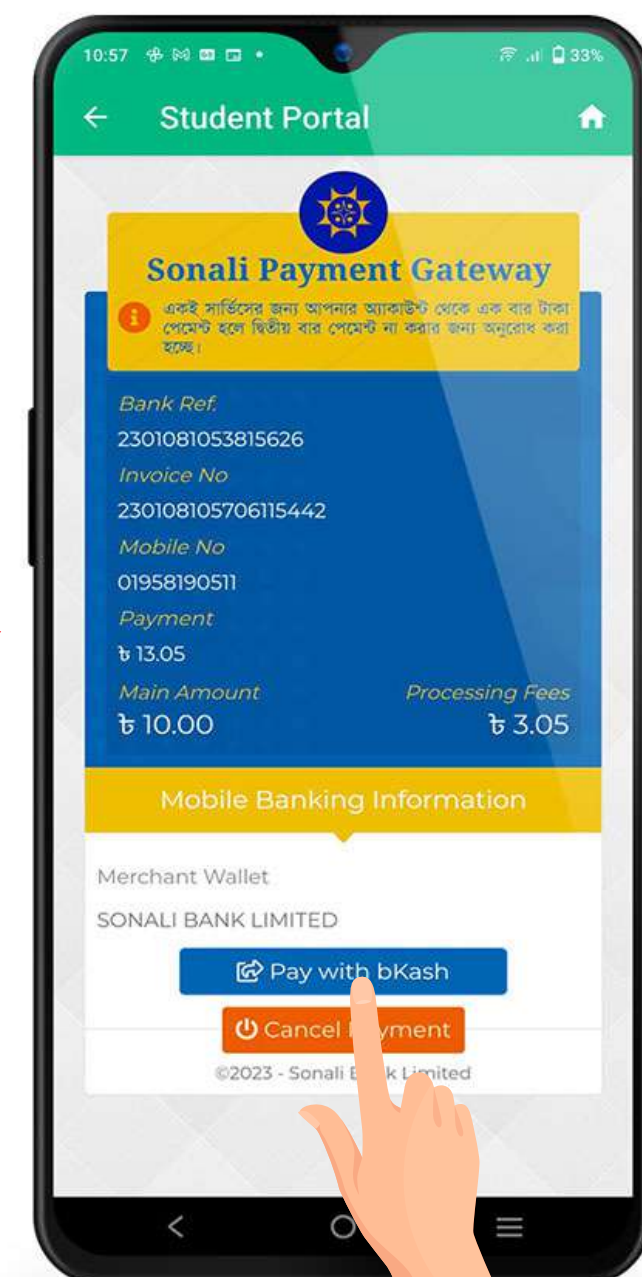 10:57
33%
Student Portal
Sonali Payment Gateway
একই সার্ভিসের জন্য আপনার অ্যাকাউন্ট থেকে এক বার টাকা
পেমেন্ট হলে দ্বিতীয় বার পেমেন্ট না করার জন্য অনুরোধ করা
হচ্ছে।
Bank Ref.
2301081053815626
Invoice No
230108105706115442
Mobile No
01958190511
Payment
৳ 13.05
Main Amount Processing Fees
৳ 10.00 ৳ 3.05
Mobile Banking Information
Merchant Wallet
SONALI BANK LIMITED
Pay with bKash
Cancel Payment
©2023 - Sonali Bank Limited